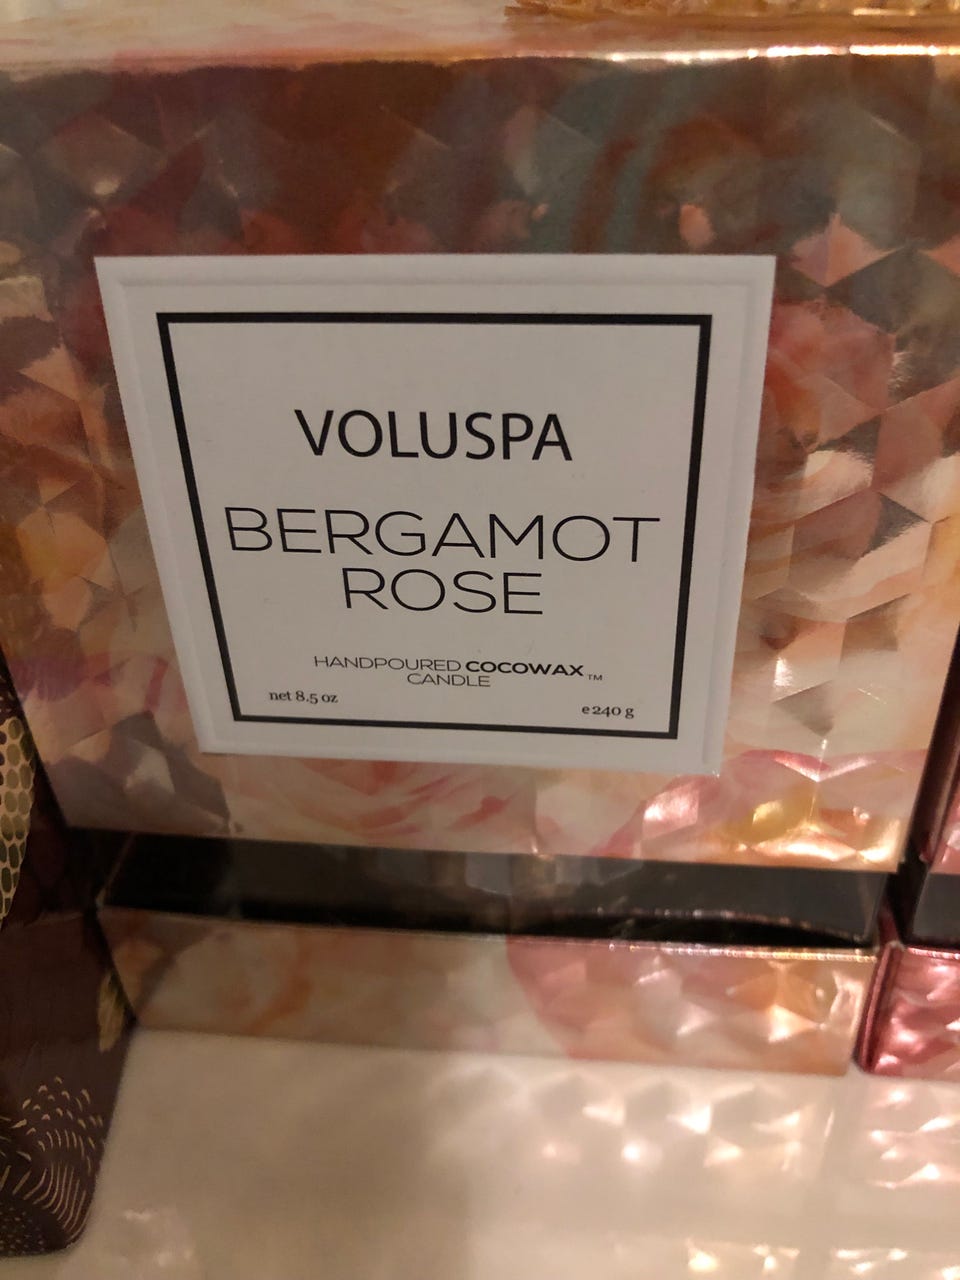 VOLUSPA
BERGAMOT
ROSE
HANDPOURED COCOWAX™
CANDLE
net 8.5 oz
e 240 g